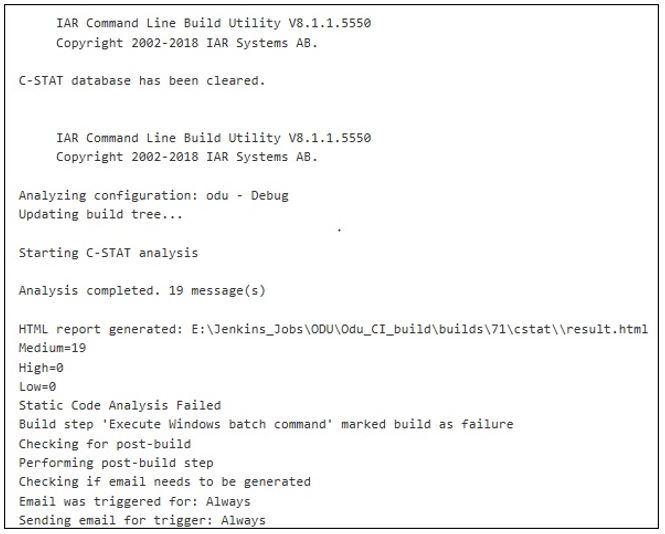 IAR Command Line Build Utility V8.1.1.5550
Copyright 2002-2018 IAR Systems AB.
C-STAT database has been cleared.
IAR Command Line Build Utility V8.1.1.5550
Copyright 2002-2018 IAR Systems AB.
Analyzing configuration: odu - Debug
Updating build tree...
Starting C-STAT analysis
Analysis completed. 19 message(s)
HTML report generated: E:\Jenkins_Jobs\ODU\Odu_CI_build\builds\71\cstat\\result.html
Medium=19
High=0
Low=0
Static Code Analysis Failed
Build step 'Execute Windows batch command' marked build as failure
Checking for post-build
Performing post-build step
Checking if email needs to be generated
Email was triggered for: Always
Sending email for trigger: Always